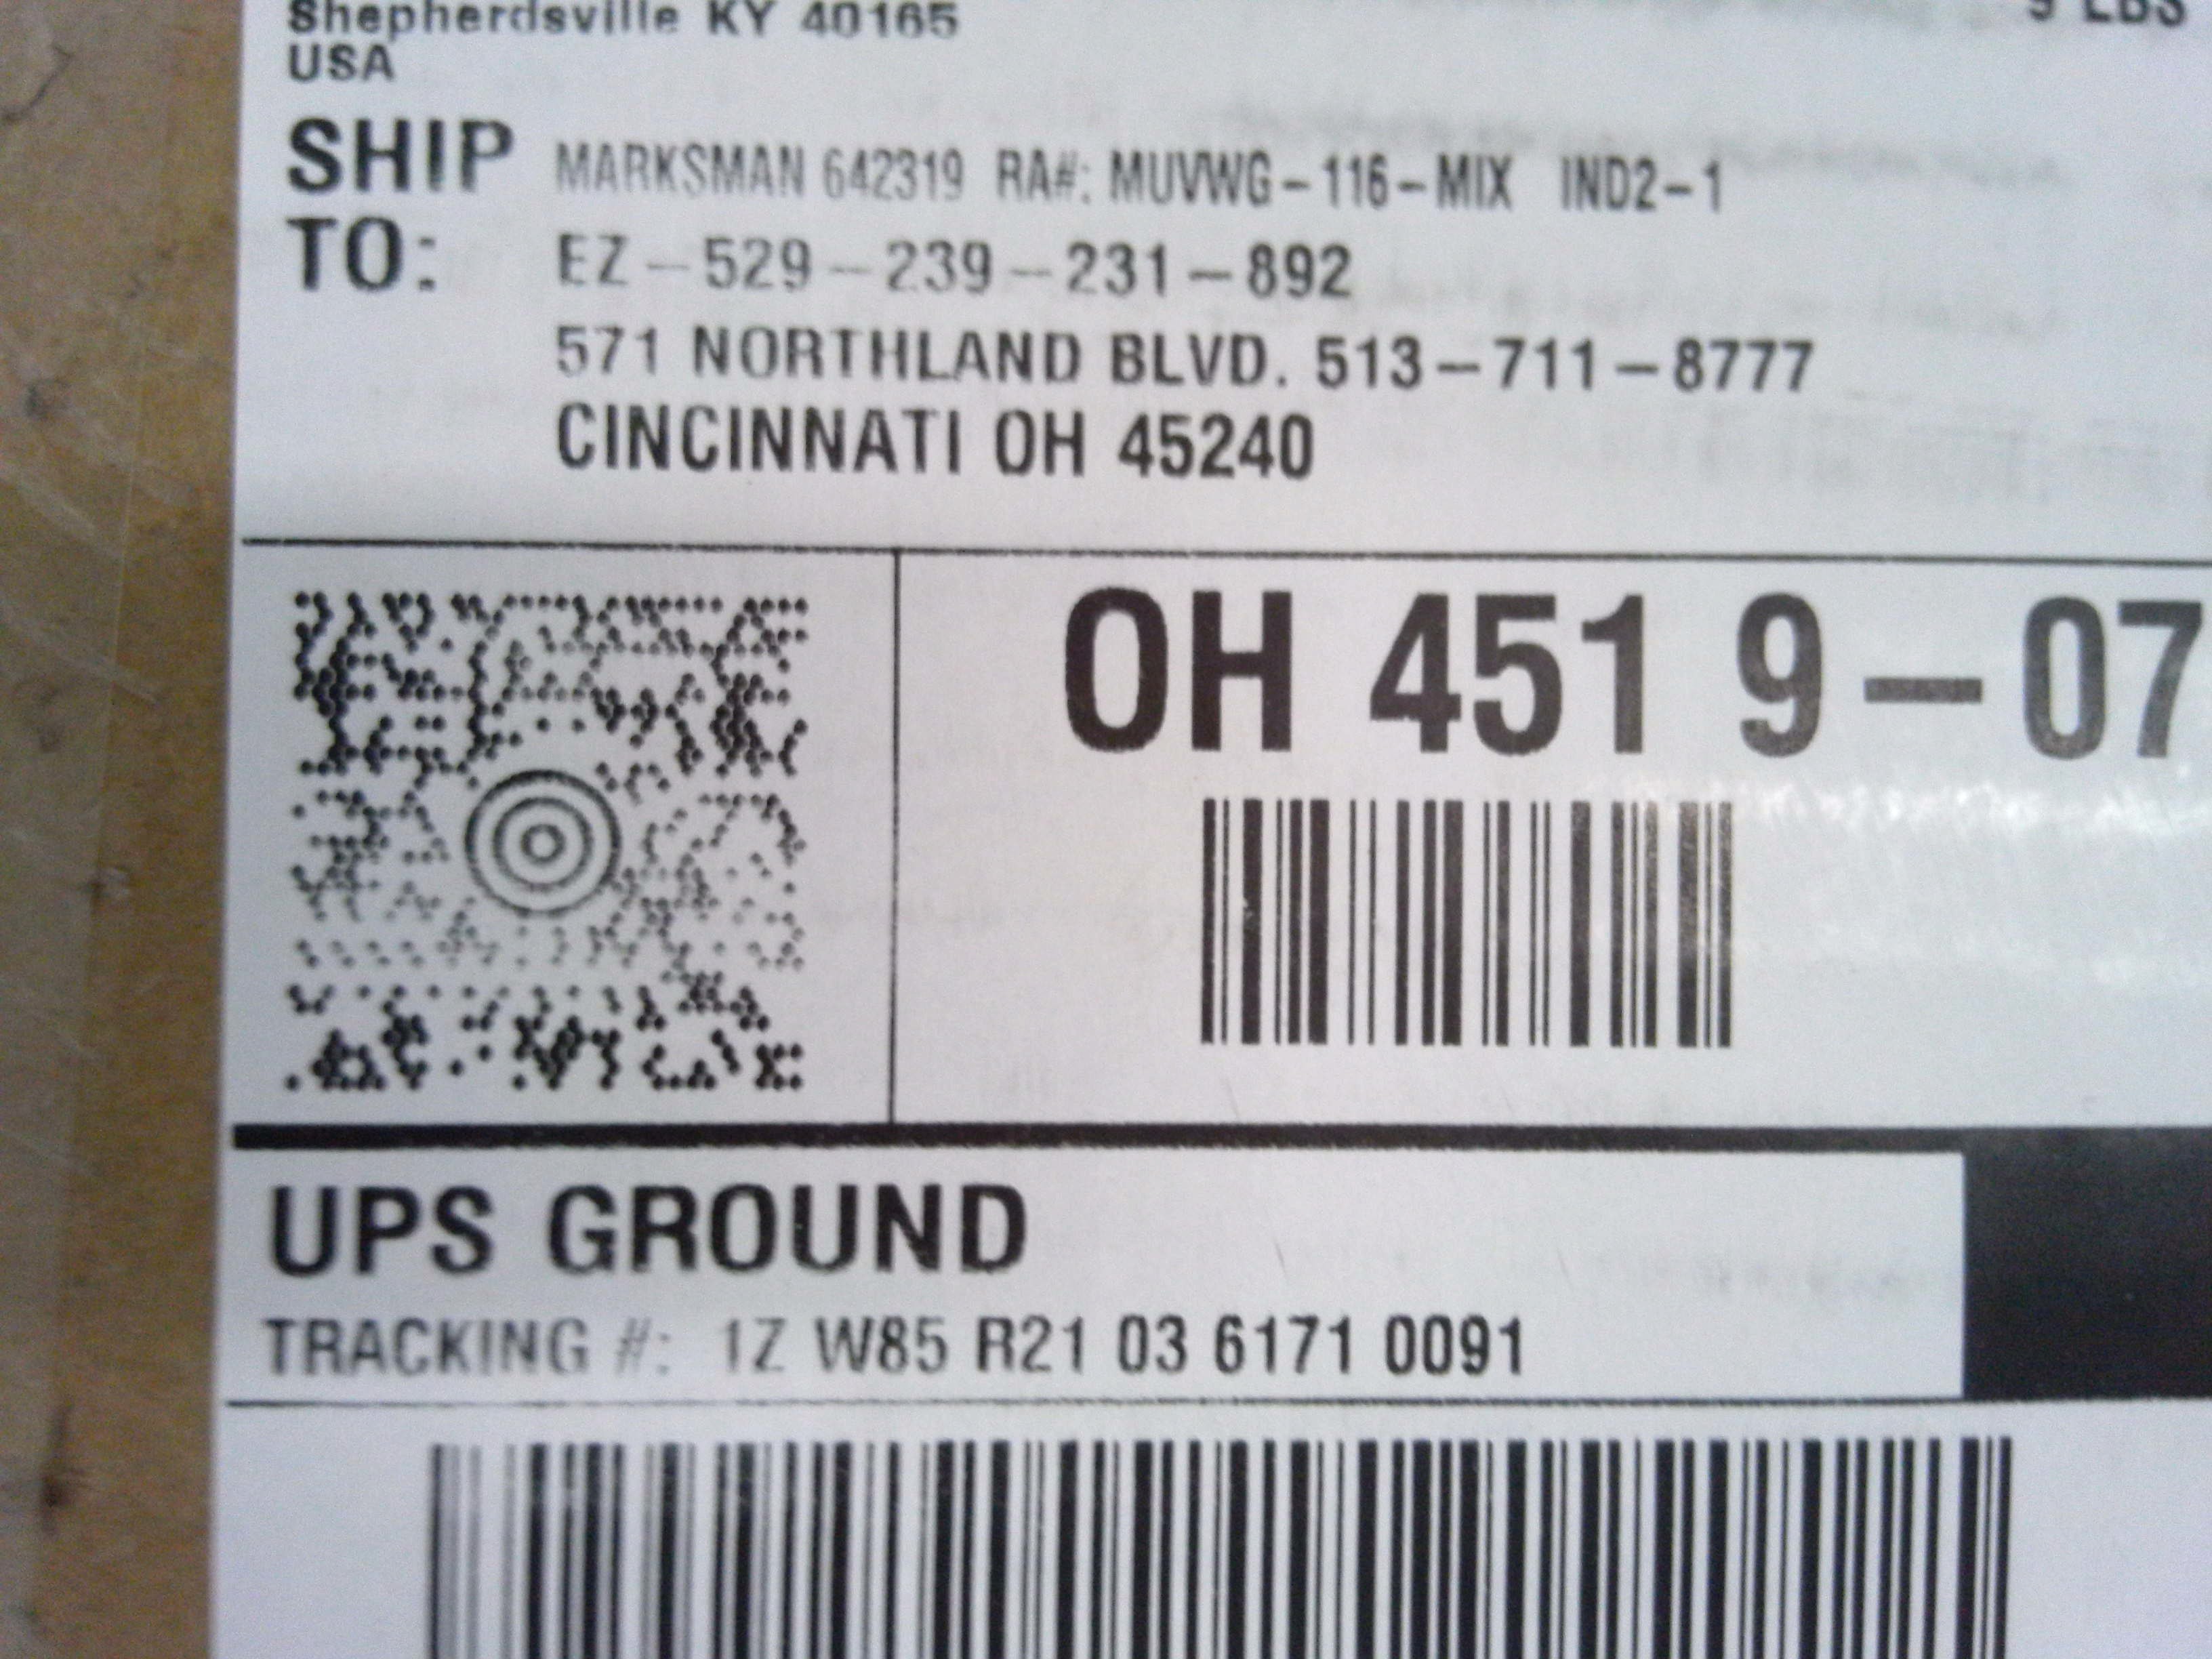 Shepherdsville KY 40165
9 LBS
USA
SHIP TO:
MARKSMAN 642319 RA#: MUVWG-116-MIX IND2-1
EZ-529-239-231-892
571 NORTHLAND BLVD. 513-711-8777
CINCINNATI OH 45240
OH 451 9-07
UPS GROUND
TRACKING #: 1Z W85 R21 03 6171 0091